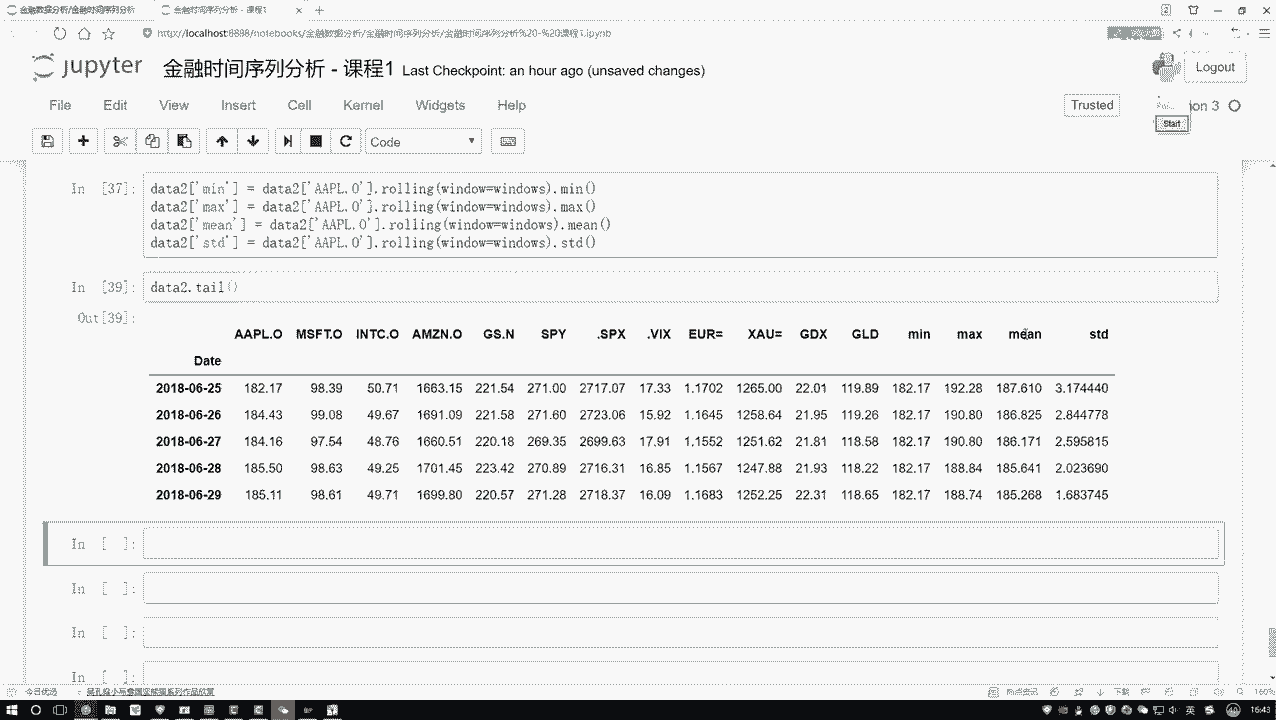 金融数据分析/金融时间序列分析
金融时间序列分析 - 课程1
http://localhost:8888/notebooks/金融数据分析/金融时间序列分析/金融时间序列分析%20-%20课程1.ipynb
jupyter 金融时间序列分析 - 课程1 Last Checkpoint: an hour ago (unsaved changes)
Logout
File Edit View Insert Cell Kernel Widgets Help
Trusted
on 3
Start
Code
In [37]: data2['min'] = data2['AAPL.O'].rolling(window=windows).min()
data2['max'] = data2['AAPL.O'].rolling(window=windows).max()
data2['mean'] = data2['AAPL.O'].rolling(window=windows).mean()
data2['std'] = data2['AAPL.O'].rolling(window=windows).std()
In [39]: data2.tail()
Out[39]:
AAPL.O MSFT.O INTC.O AMZN.O GS.N SPY .SPX .VIX EUR= XAU= GDX GLD min max mean std
Date
2018-06-25 182.17 98.39 50.71 1663.15 221.54 271.00 2717.07 17.33 1.1702 1265.00 22.01 119.89 182.17 192.28 187.610 3.174440
2018-06-26 184.43 99.08 49.67 1691.09 221.58 271.60 2723.06 15.92 1.1645 1258.64 21.95 119.26 182.17 190.80 186.825 2.844778
2018-06-27 184.16 97.54 48.76 1660.51 220.18 269.35 2699.63 17.91 1.1552 1251.62 21.81 118.58 182.17 190.80 186.171 2.595815
2018-06-28 185.50 98.63 49.25 1701.45 223.42 270.89 2716.31 16.85 1.1567 1247.88 21.93 118.22 182.17 188.84 185.641 2.023690
2018-06-29 185.11 98.61 49.71 1699.80 220.57 271.28 2718.37 16.09 1.1683 1252.25 22.31 118.65 182.17 188.74 185.268 1.683745
In [ ]:
In [ ]:
In [ ]:
In [ ]:
今日优选
下载
160%
英
16:43